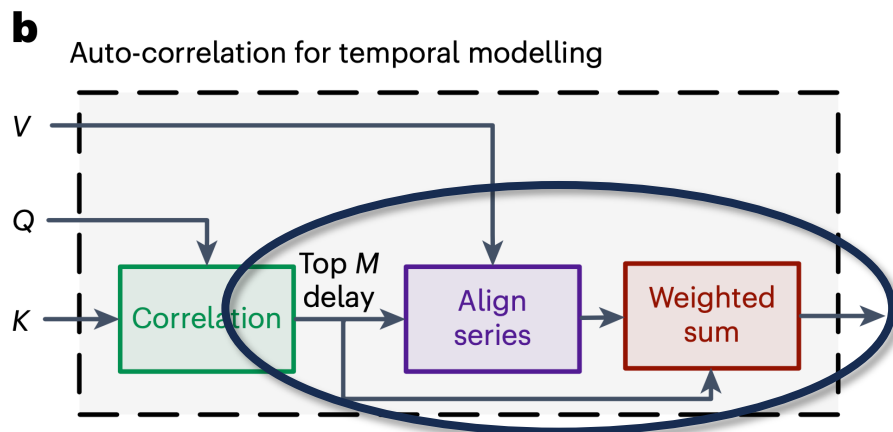 b
Auto-correlation for temporal modelling
V
Q
K
Correlation
Top M
delay
Align
series
Weighted
sum